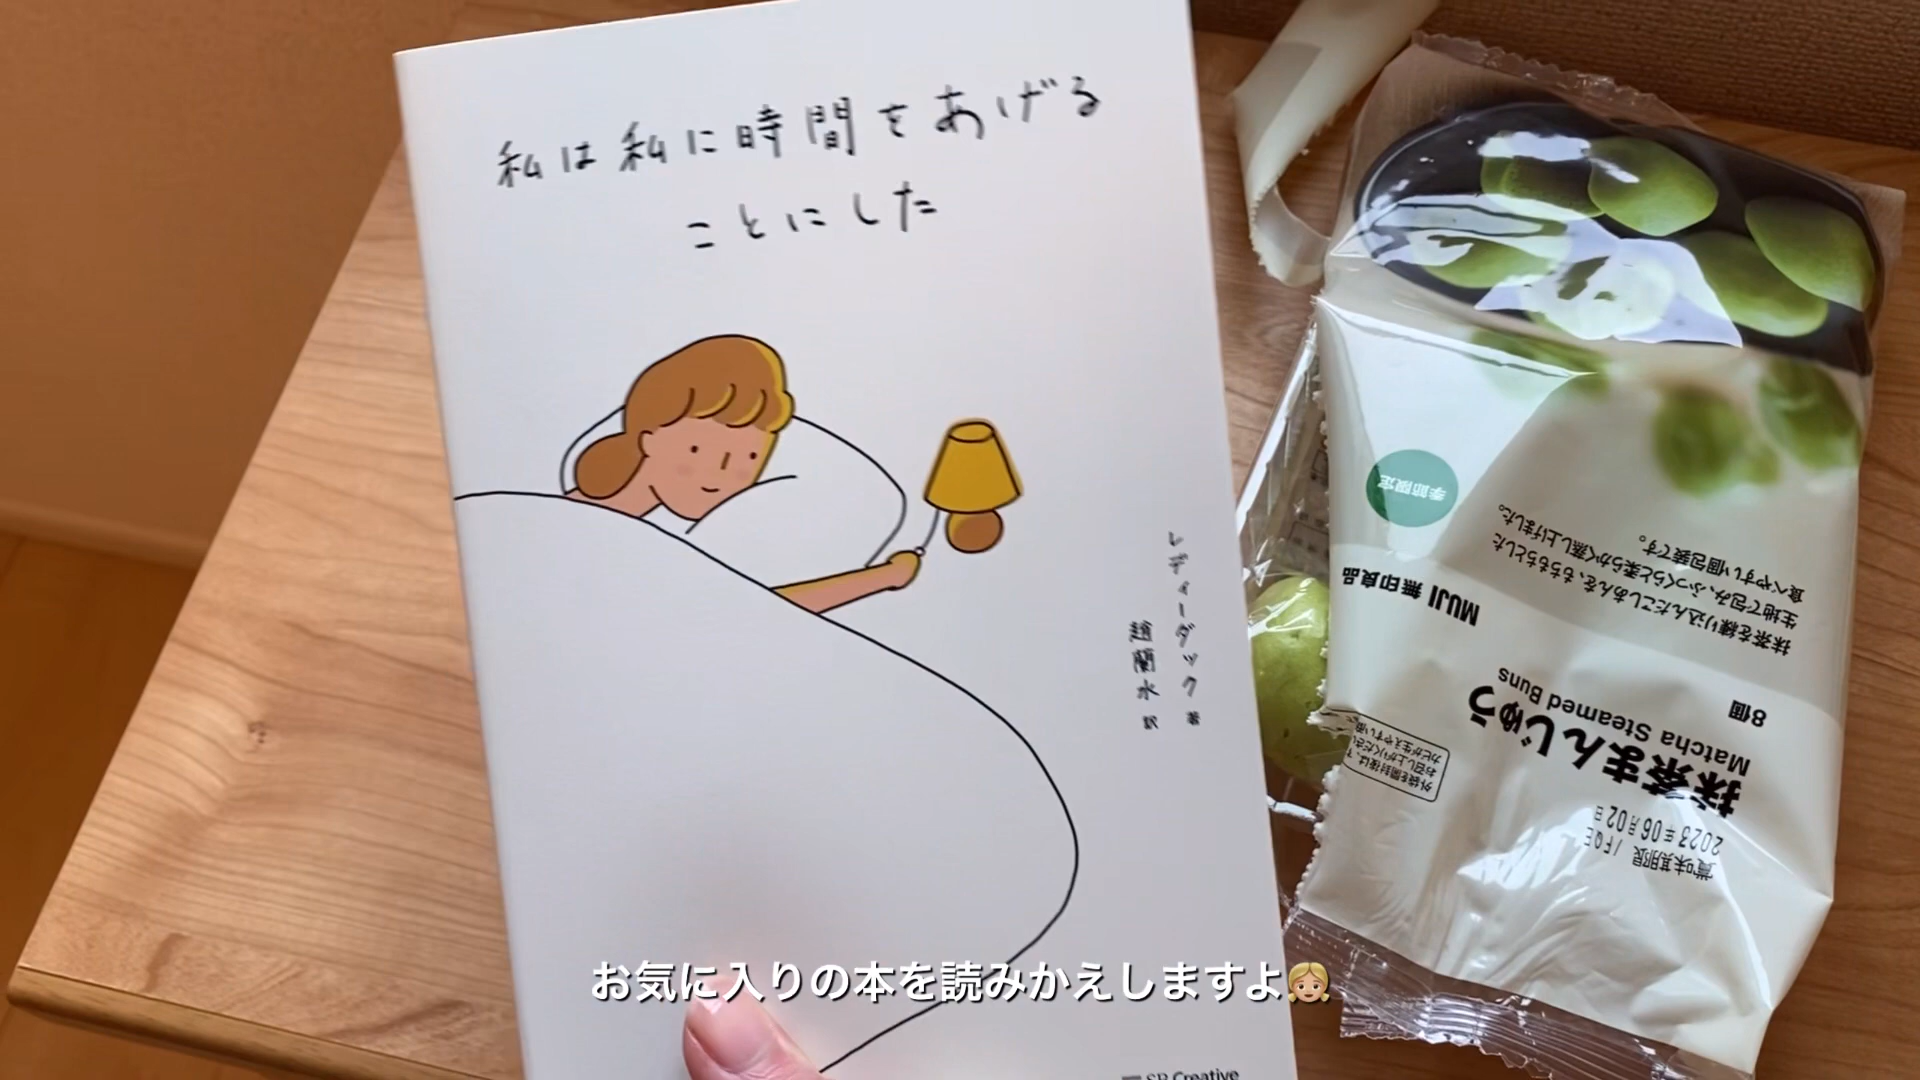 私は私に時間をあげる
ことにした
レディーダック 著
趙蘭水 訳
SB Creative
季節限定
抹茶を練り込んだこしあんを、もちもちとした
生地で包み、ふっくらと柔らかく蒸し上げました。
食べやすい個包装です。
MUJI 無印良品
8個
抹茶まんじゅう
Matcha Steamed Buns
賞味期限 /FQE
2023年06月02日
お気に入りの本を読みかえしますよ👧🏼